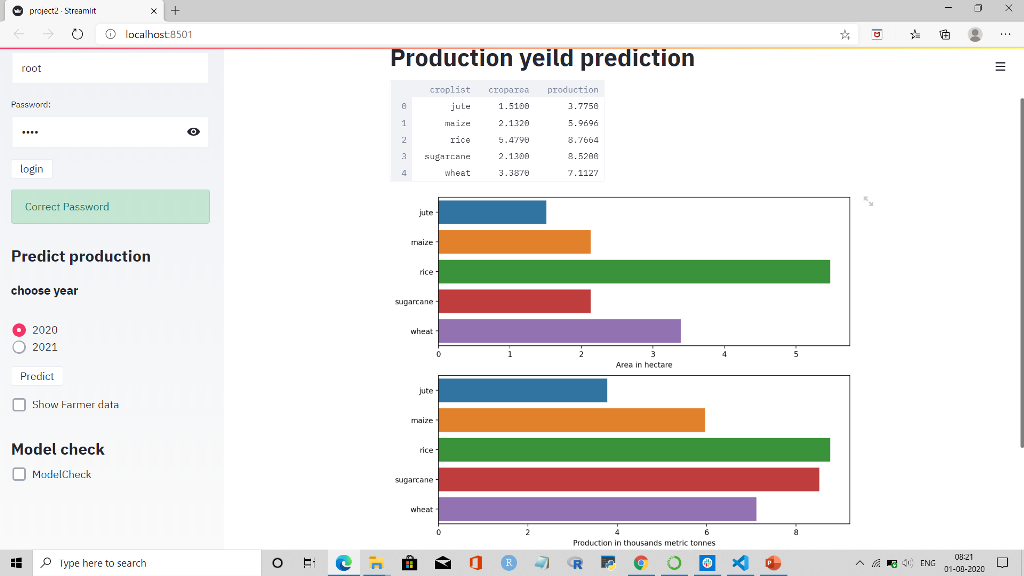 project2 · Streamlit
localhost:8501
root
Password:
••••
login
Correct Password
Predict production
choose year
2020
2021
Predict
Show Farmer data
Model check
ModelCheck
Production yeild prediction
croplist croparea production
0 jute 1.5100 3.7750
1 maize 2.1320 5.9696
2 rice 5.4790 8.7664
3 sugarcane 2.1300 8.5200
4 wheat 3.3870 7.1127
jute
maize
rice
sugarcane
wheat
0 1 2 3 4 5
Area in hectare
jute
maize
rice
sugarcane
wheat
0 2 4 6 8
Production in thousands metric tonnes
Type here to search
R
R
ENG
08:21
01-08-2020